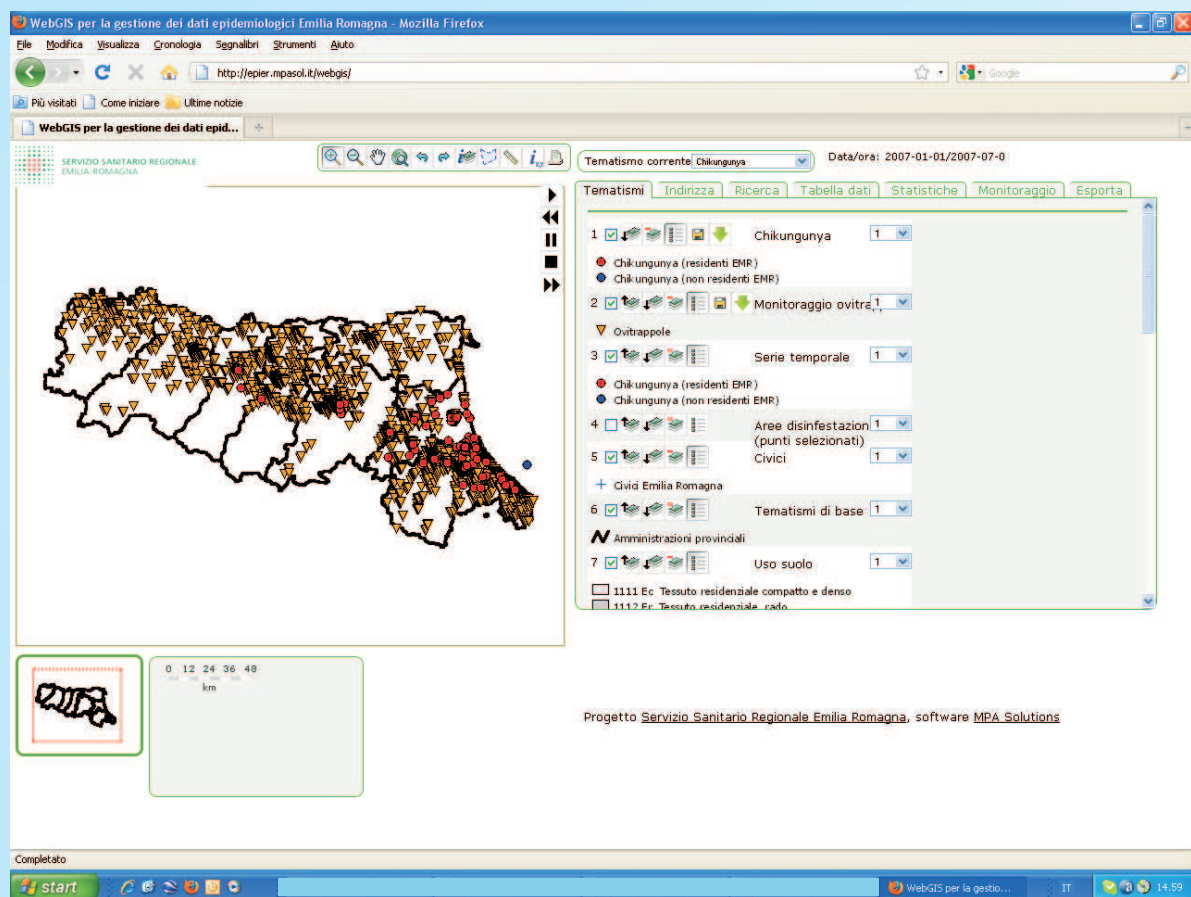 WebGIS per la gestione dei dati epidemiologici Emilia Romagna - Mozilla Firefox
File Modifica Visualizza Cronologia Segnalibri Strumenti Aiuto
http://epier.mpasol.it/webgis/
Google
Più visitati Come iniziare Ultime notizie
WebGIS per la gestione dei dati epid...
SERVIZIO SANITARIO REGIONALE
EMILIA-ROMAGNA
Tematismo corrente Chikungunya Data/ora: 2007-01-01/2007-07-0
Tematismi Indirizza Ricerca Tabella dati Statistiche Monitoraggio Esporta
1 Chikungunya 1
Chikungunya (residenti EMR)
Chikungunya (non residenti EMR)
2 Monitoraggio ovitra 1
Ovitrappole
3 Serie temporale 1
Chikungunya (residenti EMR)
Chikungunya (non residenti EMR)
4 Aree disinfestazion 1
(punti selezionati)
5 Civici 1
Civici Emilia Romagna
6 Tematismi di base 1
Amministrazioni provinciali
7 Uso suolo 1
1111 Ec Tessuto residenziale compatto e denso
1112 Er Tessuto residenziale rado
0 12 24 36 48
km
Progetto Servizio Sanitario Regionale Emilia Romagna, software MPA Solutions
Completato
start
WebGIS per la gestio...
IT
14.59